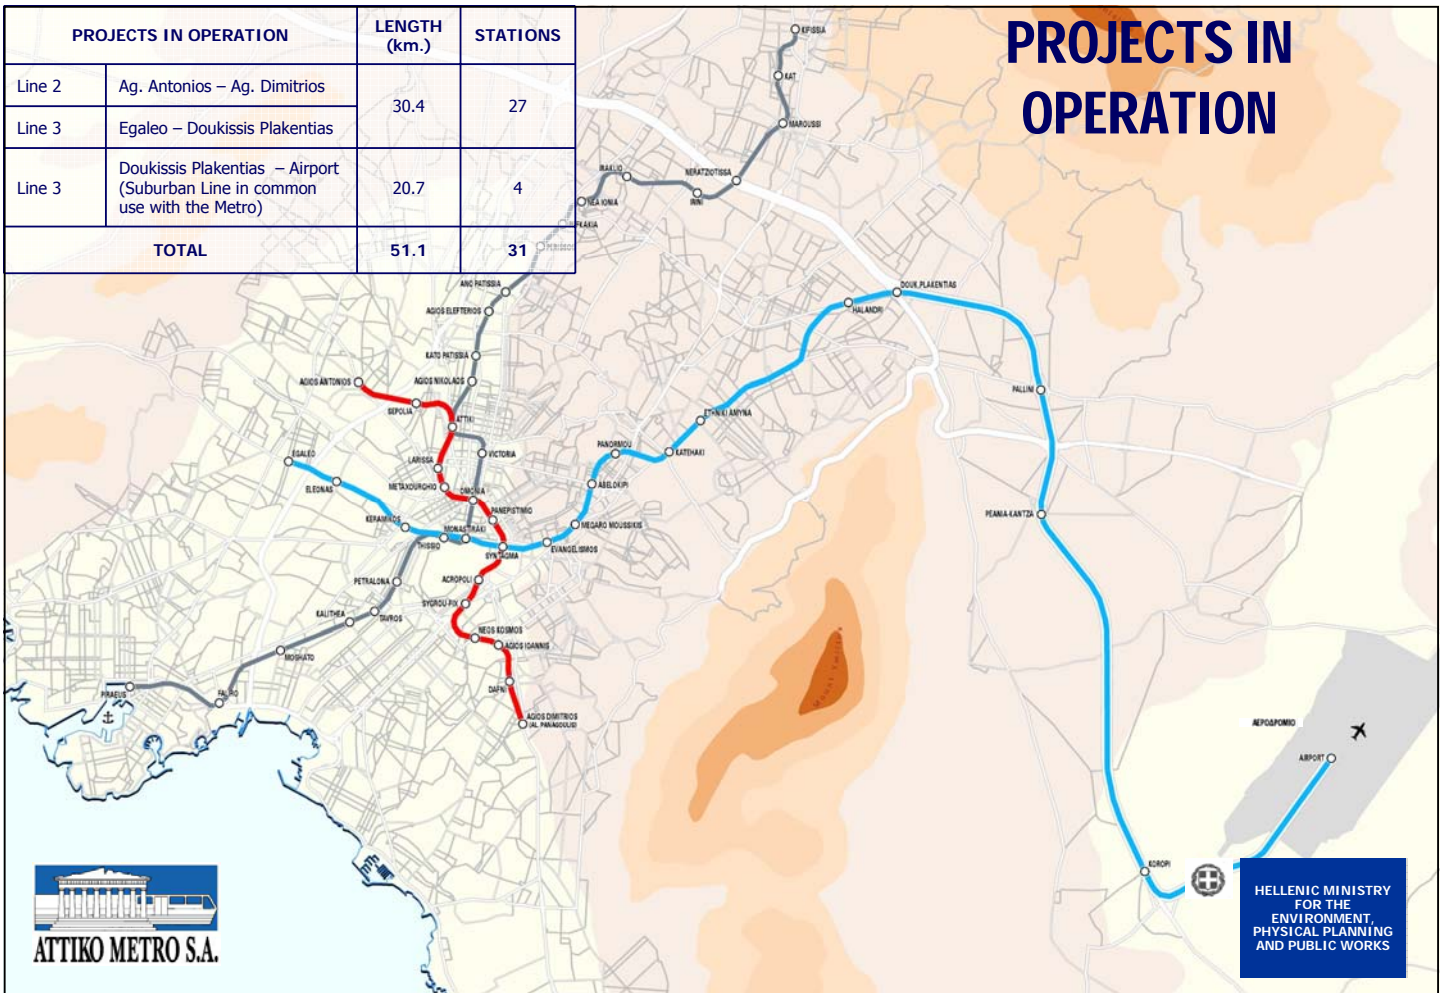 PROJECTS IN OPERATION
LENGTH
(km.)
STATIONS
Line 2
Ag. Antonios – Ag. Dimitrios
30.4
27
Line 3
Egaleo – Doukissis Plakentias
Line 3
Doukissis Plakentias – Airport
(Suburban Line in common
use with the Metro)
20.7
4
TOTAL
51.1
31
PROJECTS IN
OPERATION
KIFISSIA
KAT
MAROUSSI
NERATZIOTISSA
IRINI
IRAKLIO
NEA IONIA
ANO PATISSIA
AGIOS ELEFTERIOS
KATO PATISSIA
AGIOS NIKOLAOS
AGIOS ANTONIOS
SEPOLIA
ATTIKI
VICTORIA
LARISSA
METAXOURGHIO
OMONIA
PANEPISTIMIO
EGALEO
ELEONAS
KERAMIKOS
MONASTIRAKI
THISSIO
SYNTAGMA
EVANGELISMOS
MEGARO MOUSSIKIS
ABELOKIPI
PANORMOU
KATEHAKI
ETHNIKI AMYNA
HALANDRI
DOUK. PLAKENTIAS
PALLINI
PEANIA-KANTZA
KOROPI
AIRPORT
ΑΕΡΟΔΡΟΜΙΟ
ACROPOLI
SYGROU-FIX
NEOS KOSMOS
AGIOS IOANNIS
DAFNI
AGIOS DIMITRIOS
(AL. PANAGOULIS)
PETRALONA
TAVROS
KALITHEA
MOSHATO
FALIRO
PIRAEUS
ATTIKO METRO S.A.
HELLENIC MINISTRY
FOR THE
ENVIRONMENT,
PHYSICAL PLANNING
AND PUBLIC WORKS